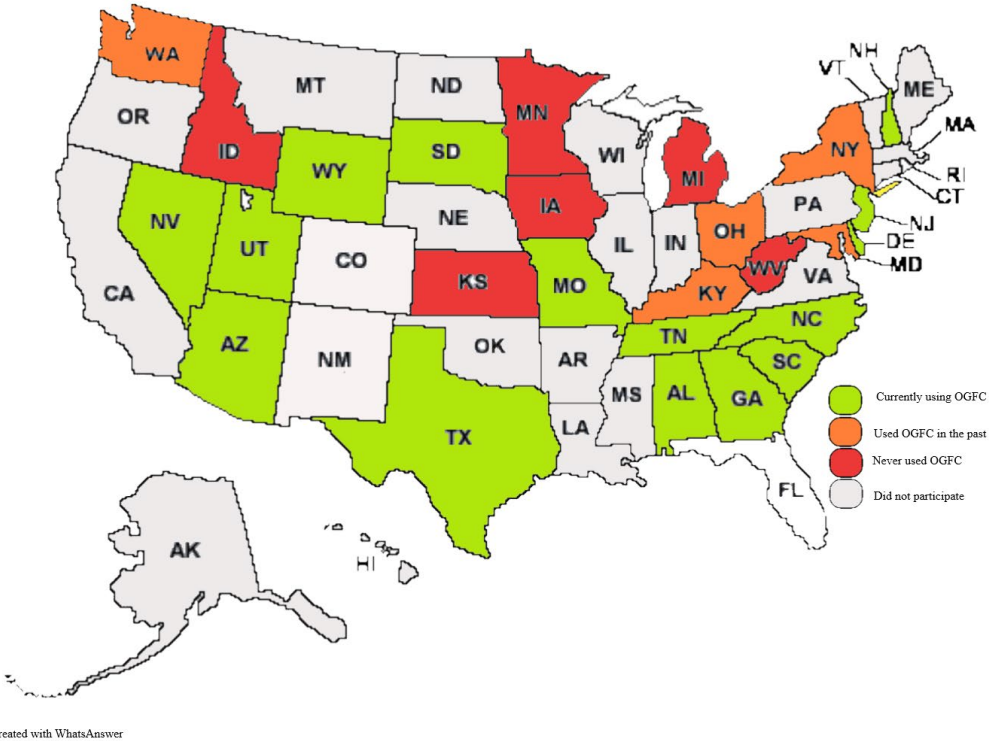 WA
MT
ND
MN
OR
ID
WY
SD
WI
MI
NH
VT
ME
MA
NY
RI
CT
NV
UT
CO
NE
IA
IL
IN
OH
PA
NJ
DE
MD
CA
AZ
NM
KS
MO
KY
WV
VA
OK
AR
TN
NC
SC
TX
LA
MS
AL
GA
FL
AK
HI
Currently using OGFC
Used OGFC in the past
Never used OGFC
Did not participate
reated with WhatsAnswer